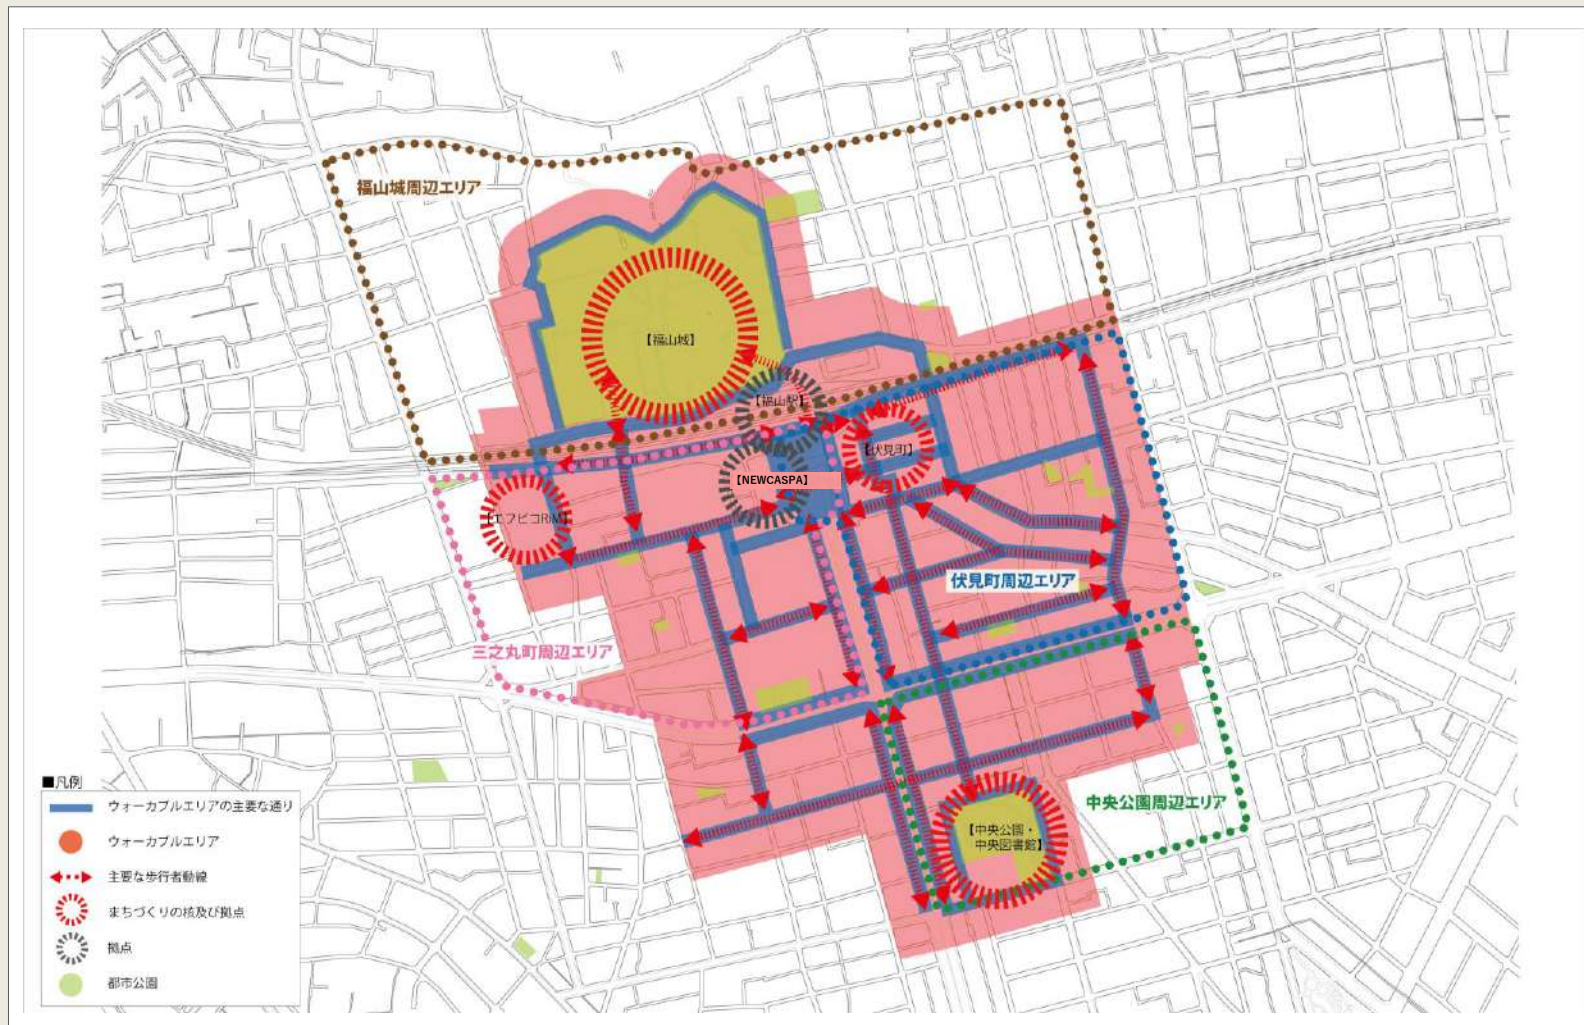 福山城周辺エリア
【福山城】
【福山駅】
【伏見町】
【NEWCASPA】
【エフピコRiM】
伏見町周辺エリア
三之丸町周辺エリア
■凡例
ウォーカブルエリアの主要な通り
ウォーカブルエリア
主要な歩行者動線
まちづくりの核及び拠点
拠点
都市公園
中央公園周辺エリア
【中央公園・
中央図書館】